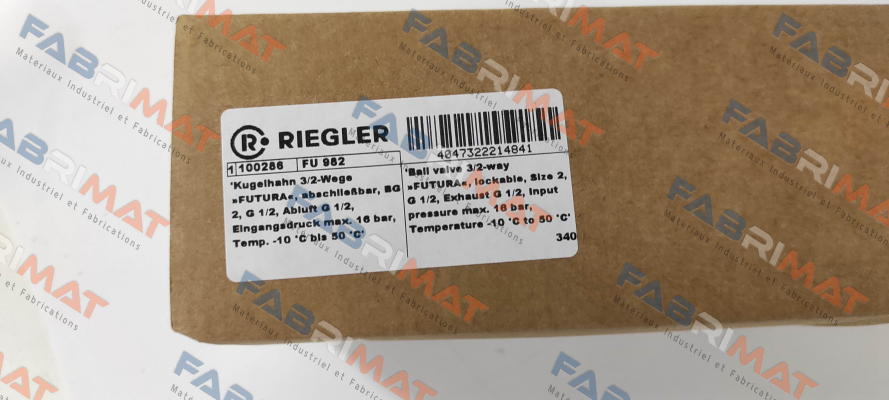 RIEGLER
4047322214841
1 100286 FU 982
'Kugelhahn 3/2-Wege
»FUTURA«, abschließbar, BG
2, G 1/2, Abluft G 1/2,
Eingangsdruck max. 16 bar,
Temp. -10 °C bis 50 °C'
'Ball valve 3/2-way
»FUTURA«, lockable, Size 2,
G 1/2, Exhaust G 1/2, Input
pressure max. 16 bar,
Temperature -10 °C to 50 °C'
340
FABRIMAT
Materiaux Industriel et Fabrications